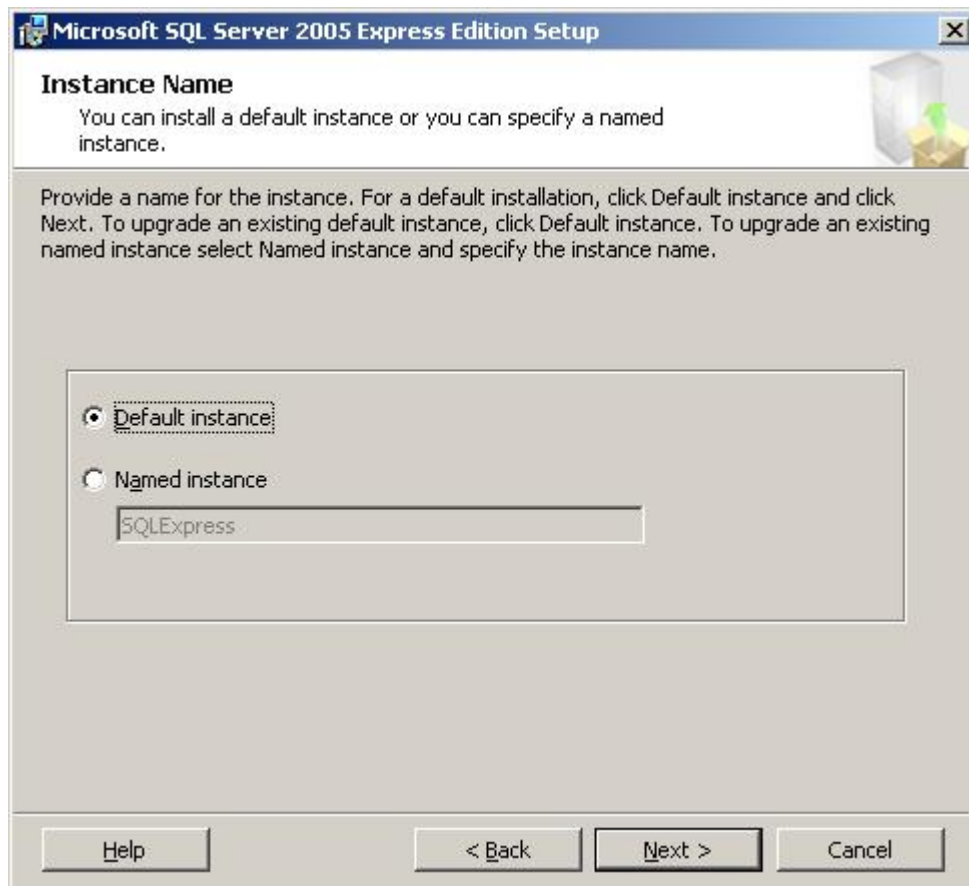 Microsoft SQL Server 2005 Express Edition Setup
Instance Name
You can install a default instance or you can specify a named
instance.
Provide a name for the instance. For a default installation, click Default instance and click
Next. To upgrade an existing default instance, click Default instance. To upgrade an existing
named instance select Named instance and specify the instance name.
Default instance
Named instance
SQLExpress
Help
< Back
Next >
Cancel